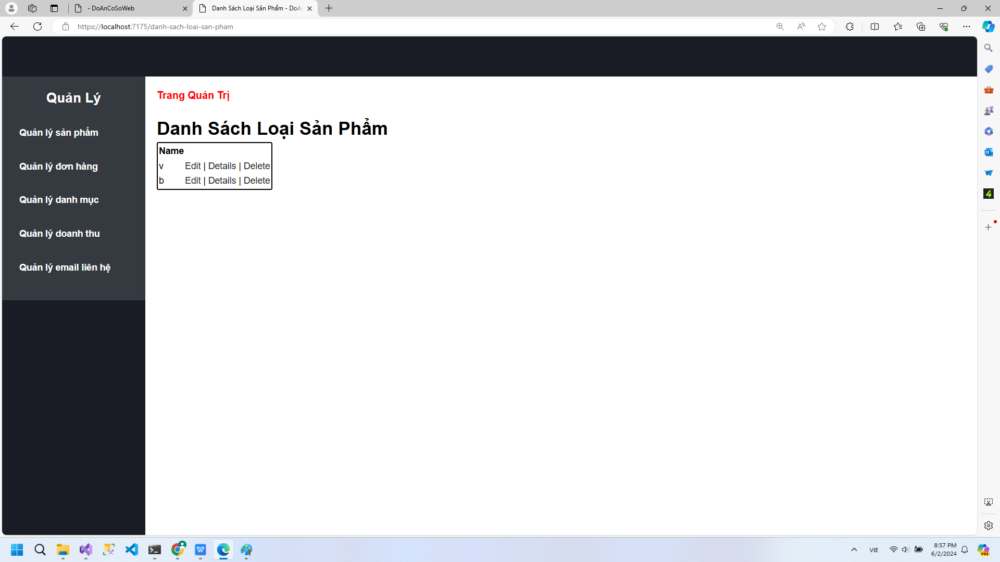 - DoAnCoSoWeb
Danh Sách Loại Sản Phẩm - DoAn
https://localhost:7175/danh-sach-loai-san-pham
Quản Lý
Quản lý sản phẩm
Quản lý đơn hàng
Quản lý danh mục
Quản lý doanh thu
Quản lý email liên hệ
Trang Quản Trị
Danh Sách Loại Sản Phẩm
Name
v Edit | Details | Delete
b Edit | Details | Delete
VIE
8:57 PM
6/2/2024
PRE